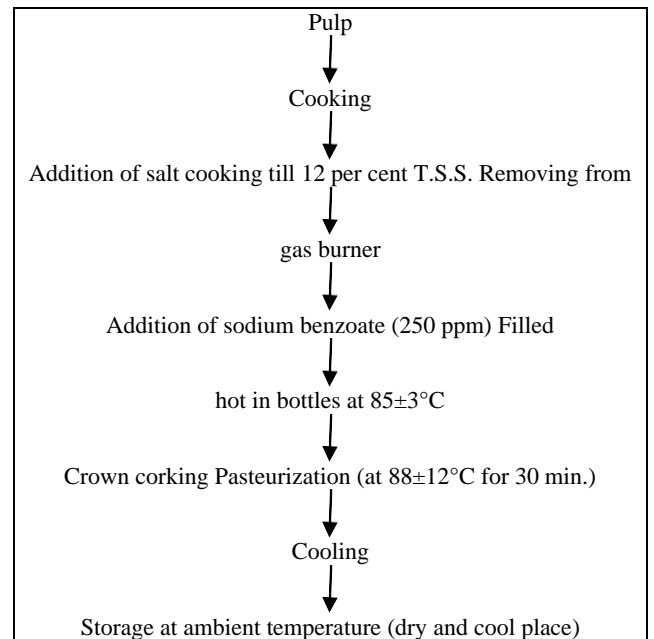 Pulp
Cooking
Addition of salt cooking till 12 per cent T.S.S. Removing from
gas burner
Addition of sodium benzoate (250 ppm) Filled
hot in bottles at 85±3°C
Crown corking Pasteurization (at 88±12°C for 30 min.)
Cooling
Storage at ambient temperature (dry and cool place)